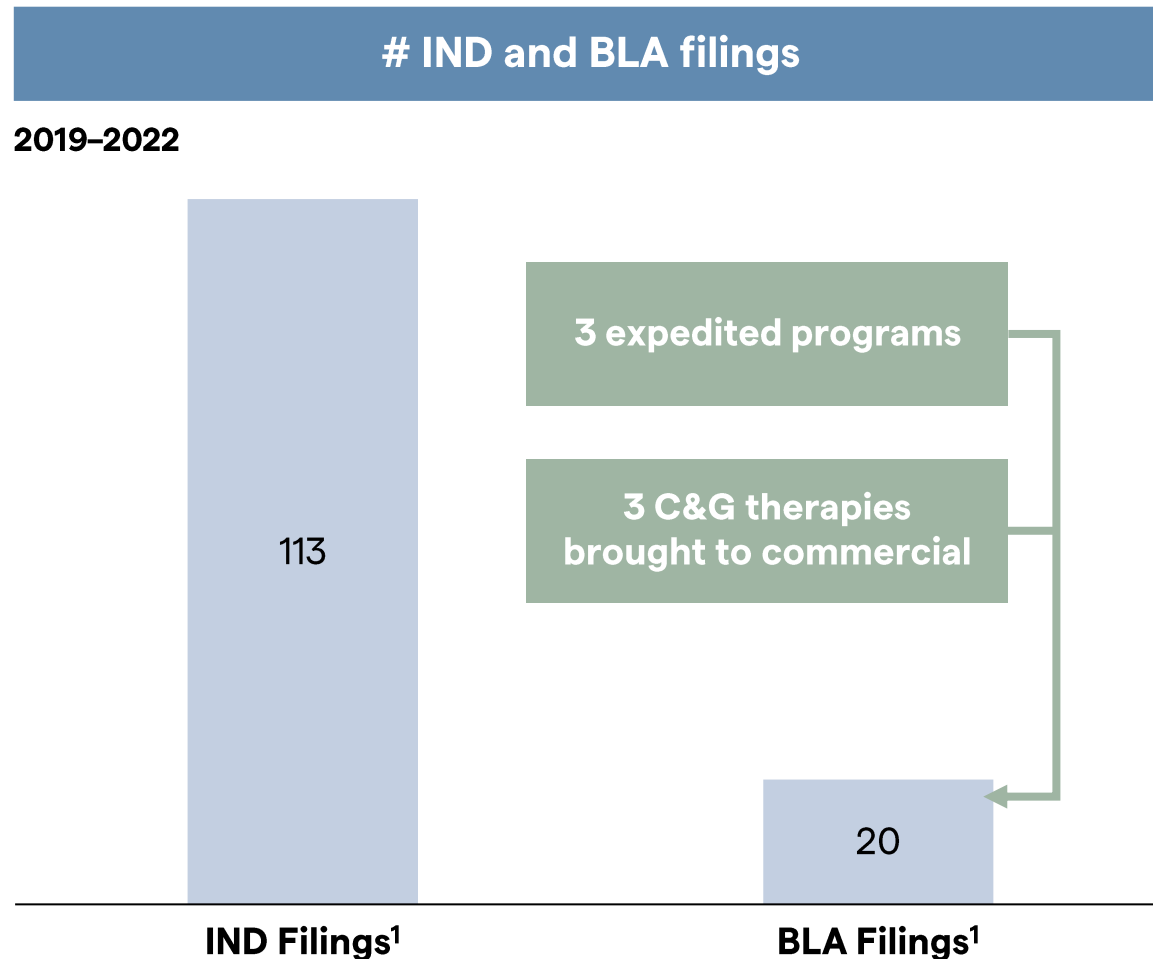 # IND and BLA filings
2019–2022
3 expedited programs
3 C&G therapies
brought to commercial
113
20
IND Filings¹
BLA Filings¹